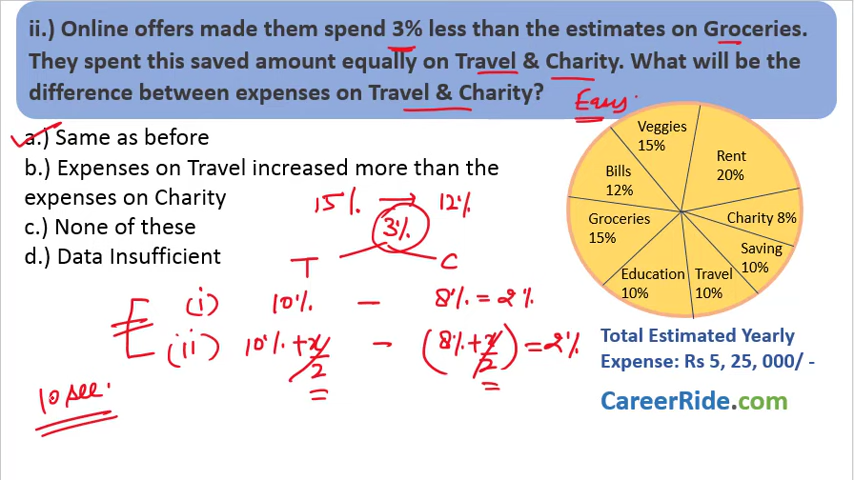 ii.) Online offers made them spend 3% less than the estimates on Groceries.
They spent this saved amount equally on Travel & Charity. What will be the
difference between expenses on Travel & Charity?
Easy.
a.) Same as before
b.) Expenses on Travel increased more than the
expenses on Charity
c.) None of these
d.) Data Insufficient
15% → 12%
3%
T C
E (i) 10% - 8% = 2%
(ii) 10% + x/2 - (8% + x/2) = 2%
10 sec.
Veggies
15%
Rent
20%
Bills
12%
Charity 8%
Groceries
15%
Saving
10%
Education
10%
Travel
10%
Total Estimated Yearly
Expense: Rs 5, 25, 000/ -
CareerRide.com